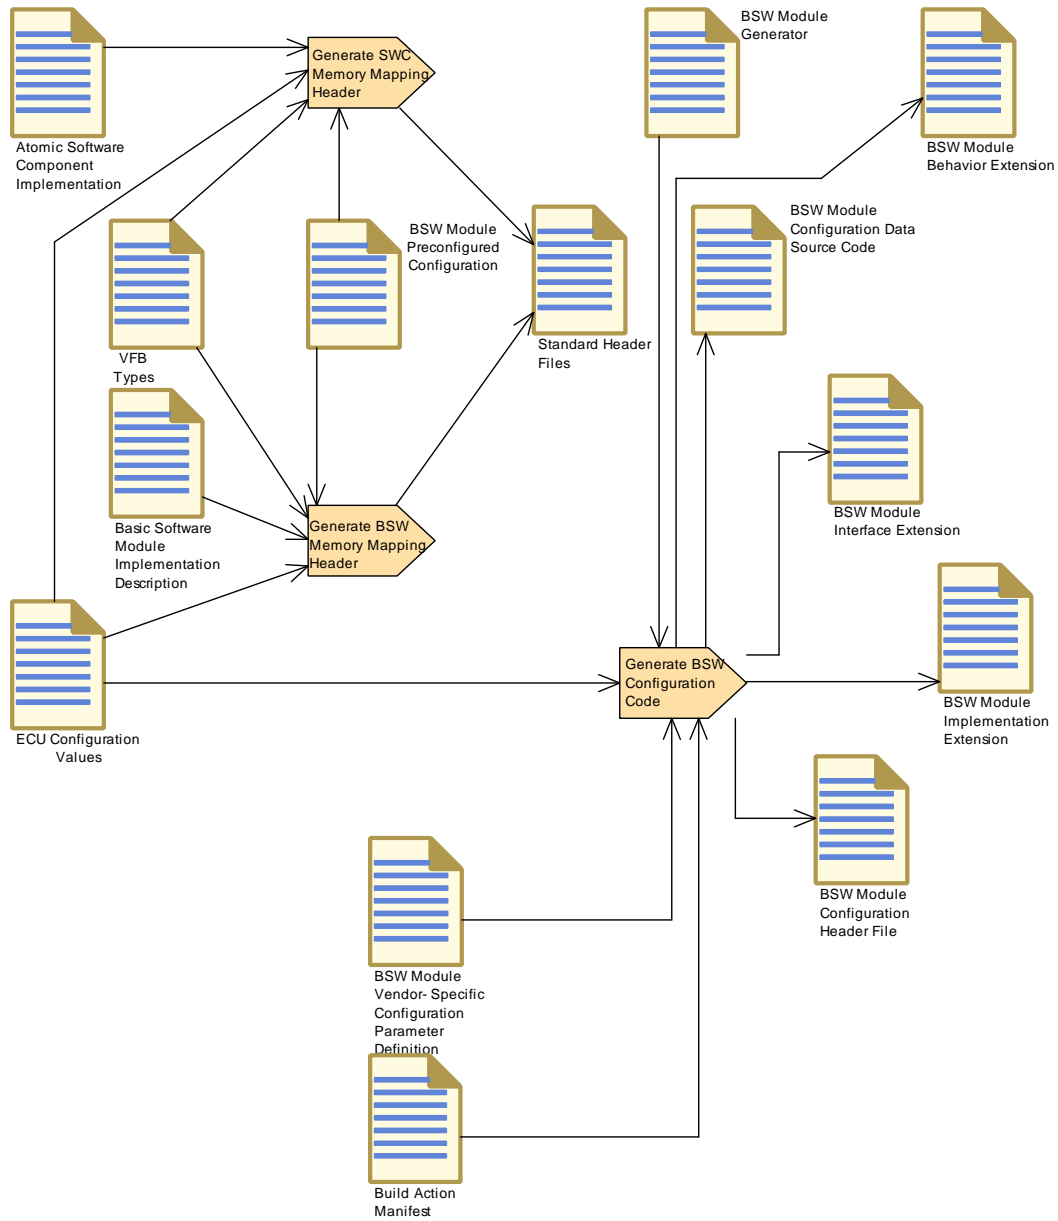 BSW Module
Generator
Generate SWC
Memory Mapping
Header
Atomic Software
Component
Implementation
BSW Module
Behavior Extension
BSW Module
Configuration Data
Source Code
BSW Module
Preconfigured
Configuration
Standard Header
Files
VFB
Types
BSW Module
Interface Extension
Basic Software
Module
Implementation
Description
Generate BSW
Memory Mapping
Header
Generate BSW
Configuration
Code
BSW Module
Implementation
Extension
ECU Configuration
Values
BSW Module
Configuration
Header File
BSW Module
Vendor- Specific
Configuration
Parameter
Definition
Build Action
Manifest